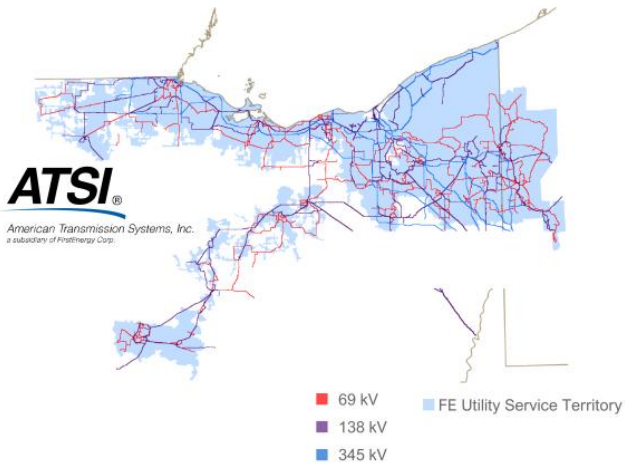 ATSI®
American Transmission Systems, Inc.
a subsidiary of FirstEnergy Corp.
69 kV
FE Utility Service Territory
138 kV
345 kV